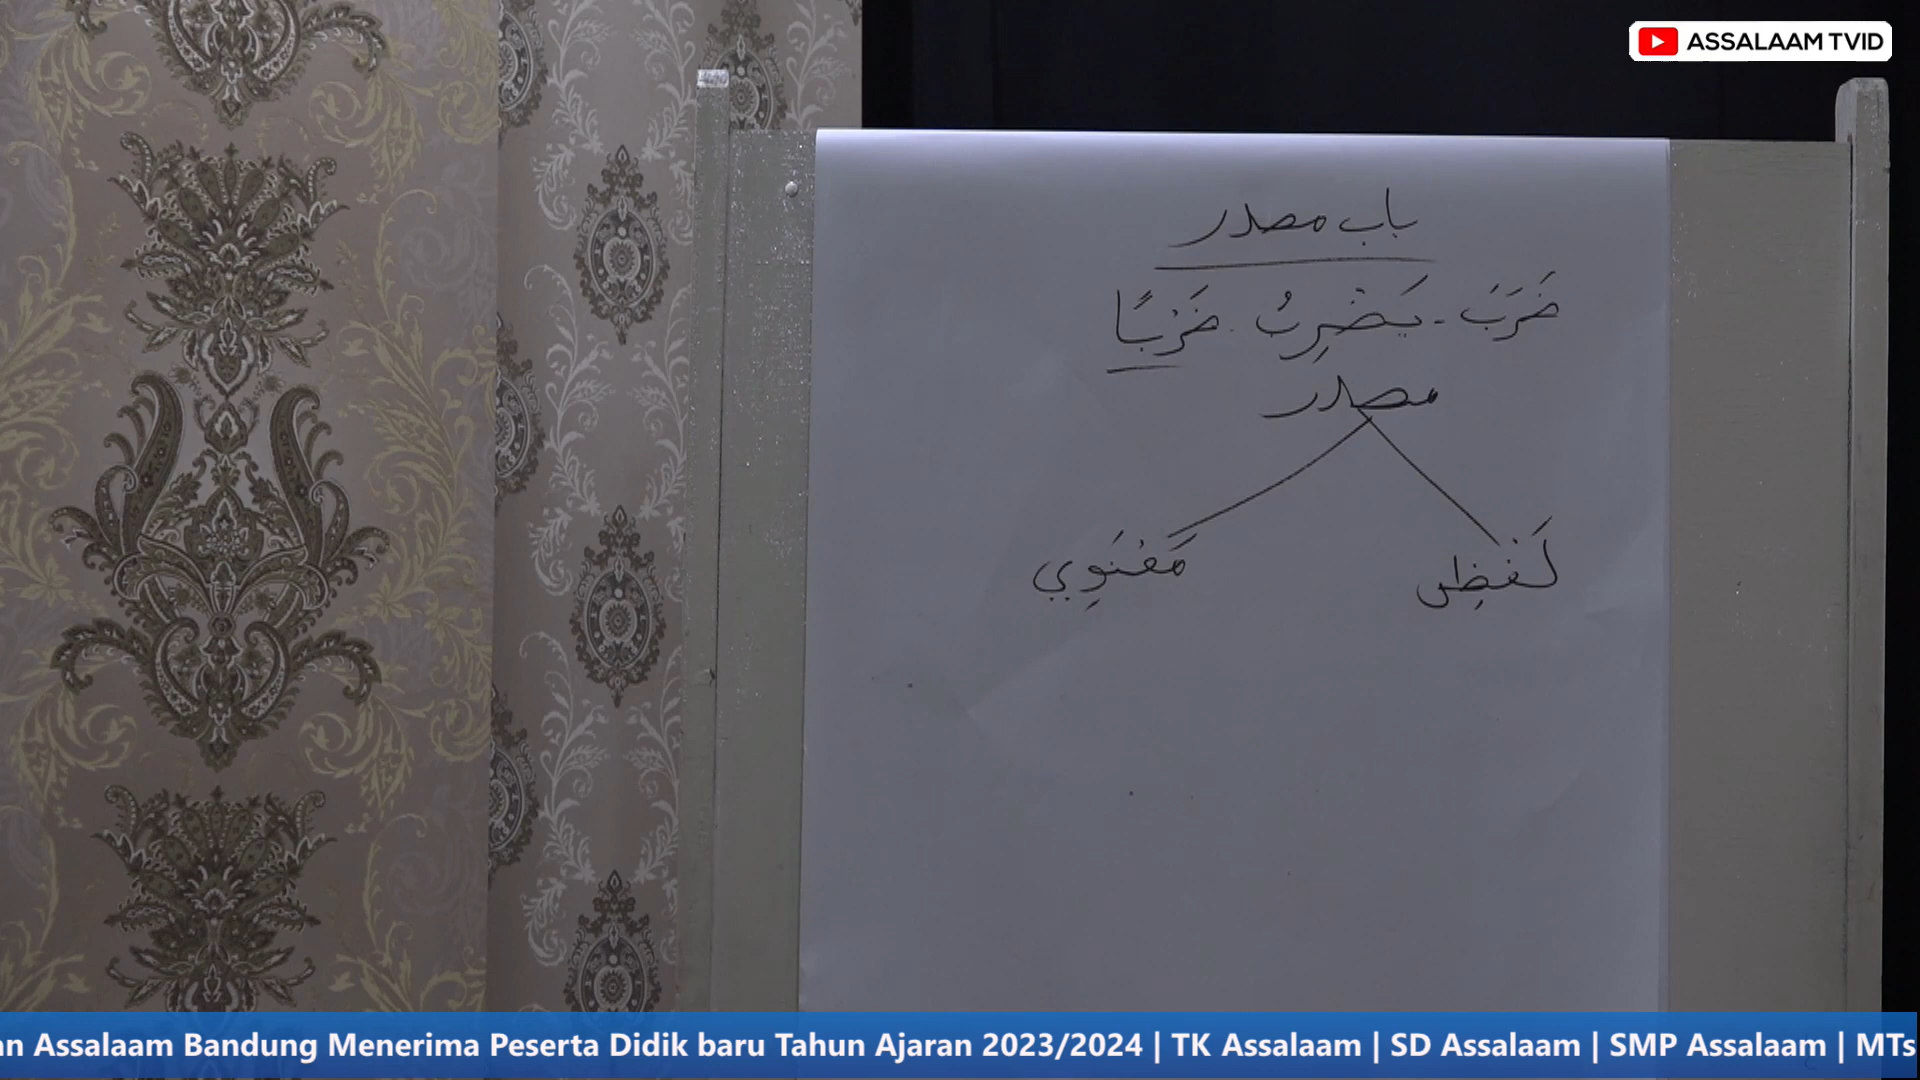 ASSALAAM TVID
باب مصدر
ضَرَبَ - يَضْرِبُ - ضَرْبًا
مصدر
لَفْظِي
مَعْنَوِي
an Assalaam Bandung Menerima Peserta Didik baru Tahun Ajaran 2023/2024 | TK Assalaam | SD Assalaam | SMP Assalaam | MTs